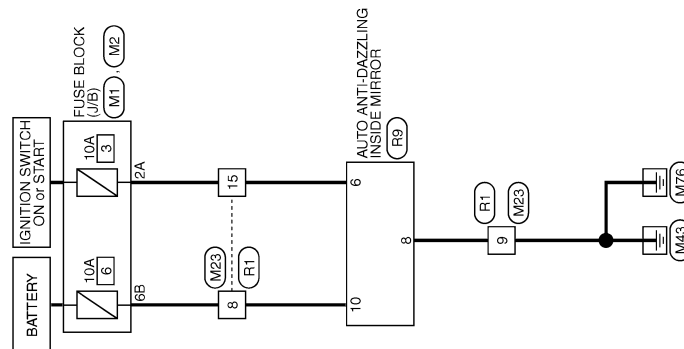 IGNITION SWITCH
ON or START
BATTERY
FUSE BLOCK
(J/B)
M1 , M2
10A
3
10A
6
2A
6B
15
8
M23
R1
AUTO ANTI-DAZZLING
INSIDE MIRROR
R9
6
10
8
R1
M23
9
M76
M43